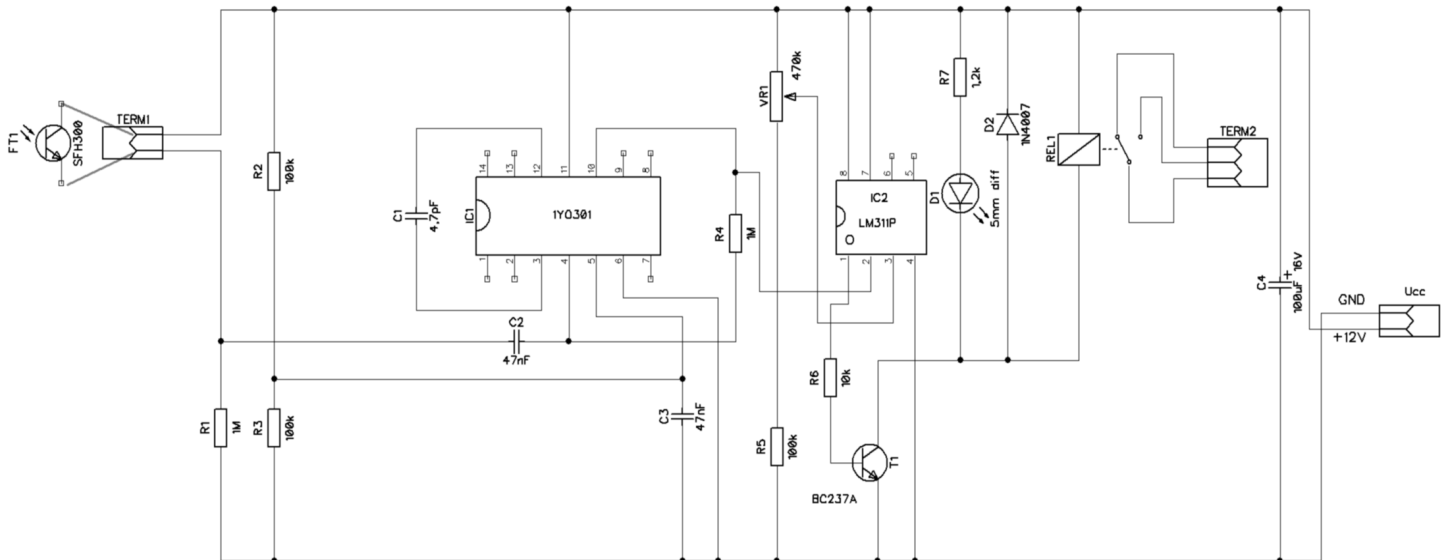 FT1
SFH300
TERM1
R2
100k
R1
1M
R3
100k
C1
4,7pF
IC1
1YO301
14
13
12
11
10
9
8
1
2
3
4
5
6
7
C2
47nF
C3
47nF
R4
1M
VR1
470k
R5
100k
IC2
LM311P
8
7
6
5
1
2
3
4
R6
10k
T1
BC237A
D1
5mm diff
R7
1,2k
D2
1N4007
REL1
TERM2
C4
100uF
+
16V
Ucc
GND
+12V